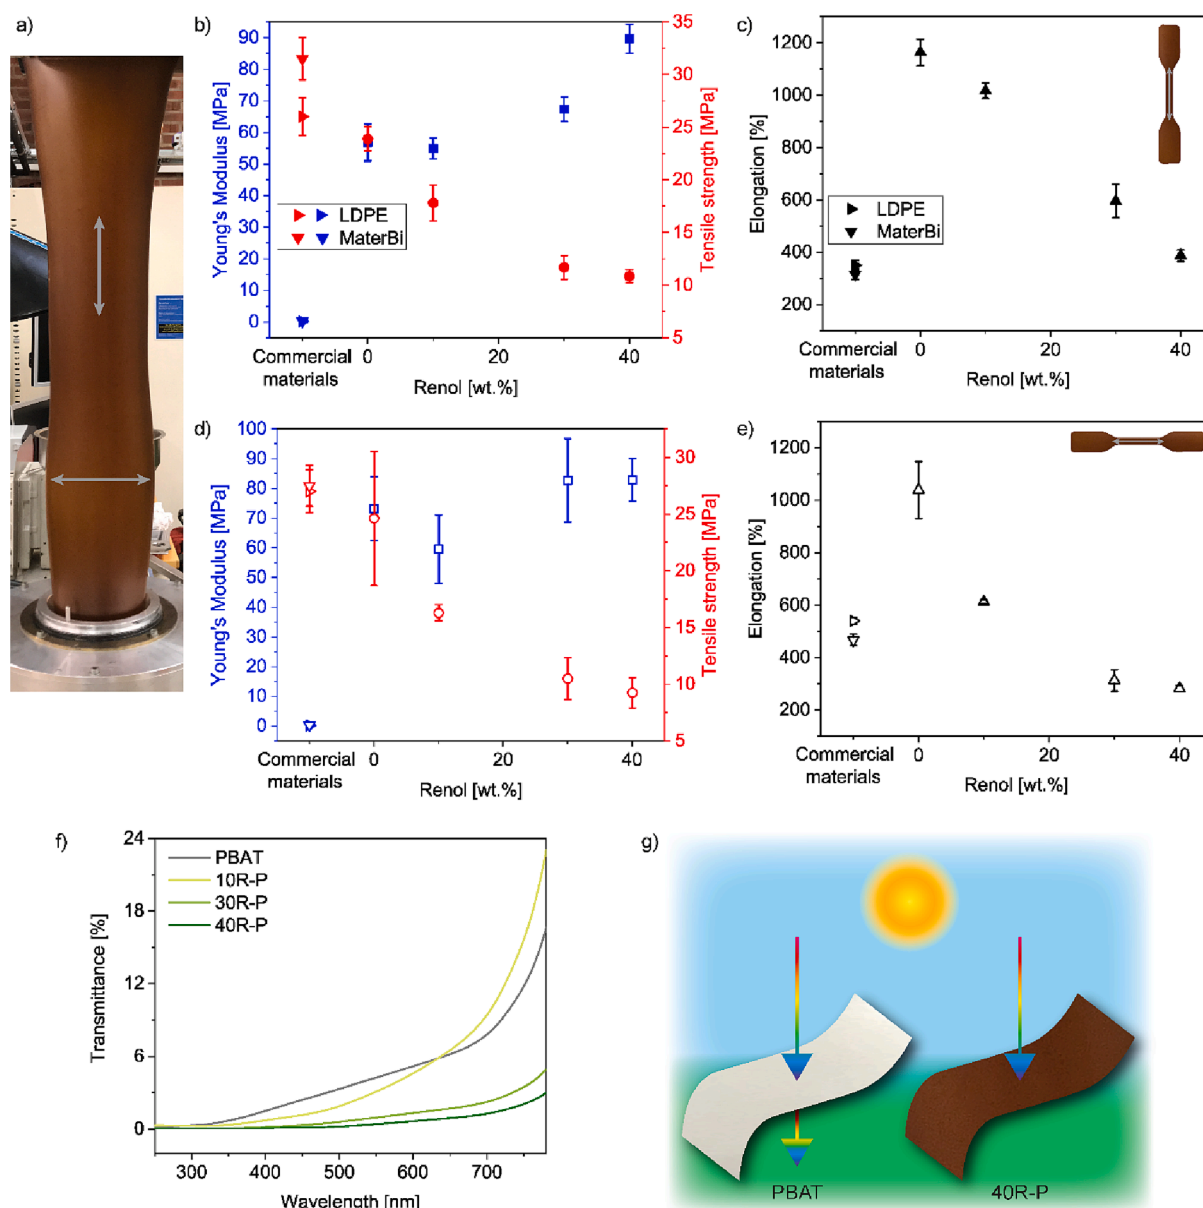 a)
b)
Young's Modulus [MPa]
90
80
70
60
50
40
30
20
10
0
LDPE
MaterBi
35
30
25
20
15
10
5
Tensile strength [MPa]
Commercial
materials
0
20
40
Renol [wt.%]
c)
Elongation [%]
1200
1000
800
600
400
200
LDPE
MaterBi
Commercial
materials
0
20
40
Renol [wt.%]
d)
Young's Modulus [MPa]
100
90
80
70
60
50
40
30
20
10
0
30
25
20
15
10
5
Tensile strength [MPa]
Commercial
materials
0
20
40
Renol [wt.%]
e)
Elongation [%]
1200
1000
800
600
400
200
Commercial
materials
0
20
40
Renol [wt.%]
f)
Transmittance [%]
24
18
12
6
0
PBAT
10R-P
30R-P
40R-P
300
400
500
600
700
Wavelength [nm]
g)
PBAT
40R-P